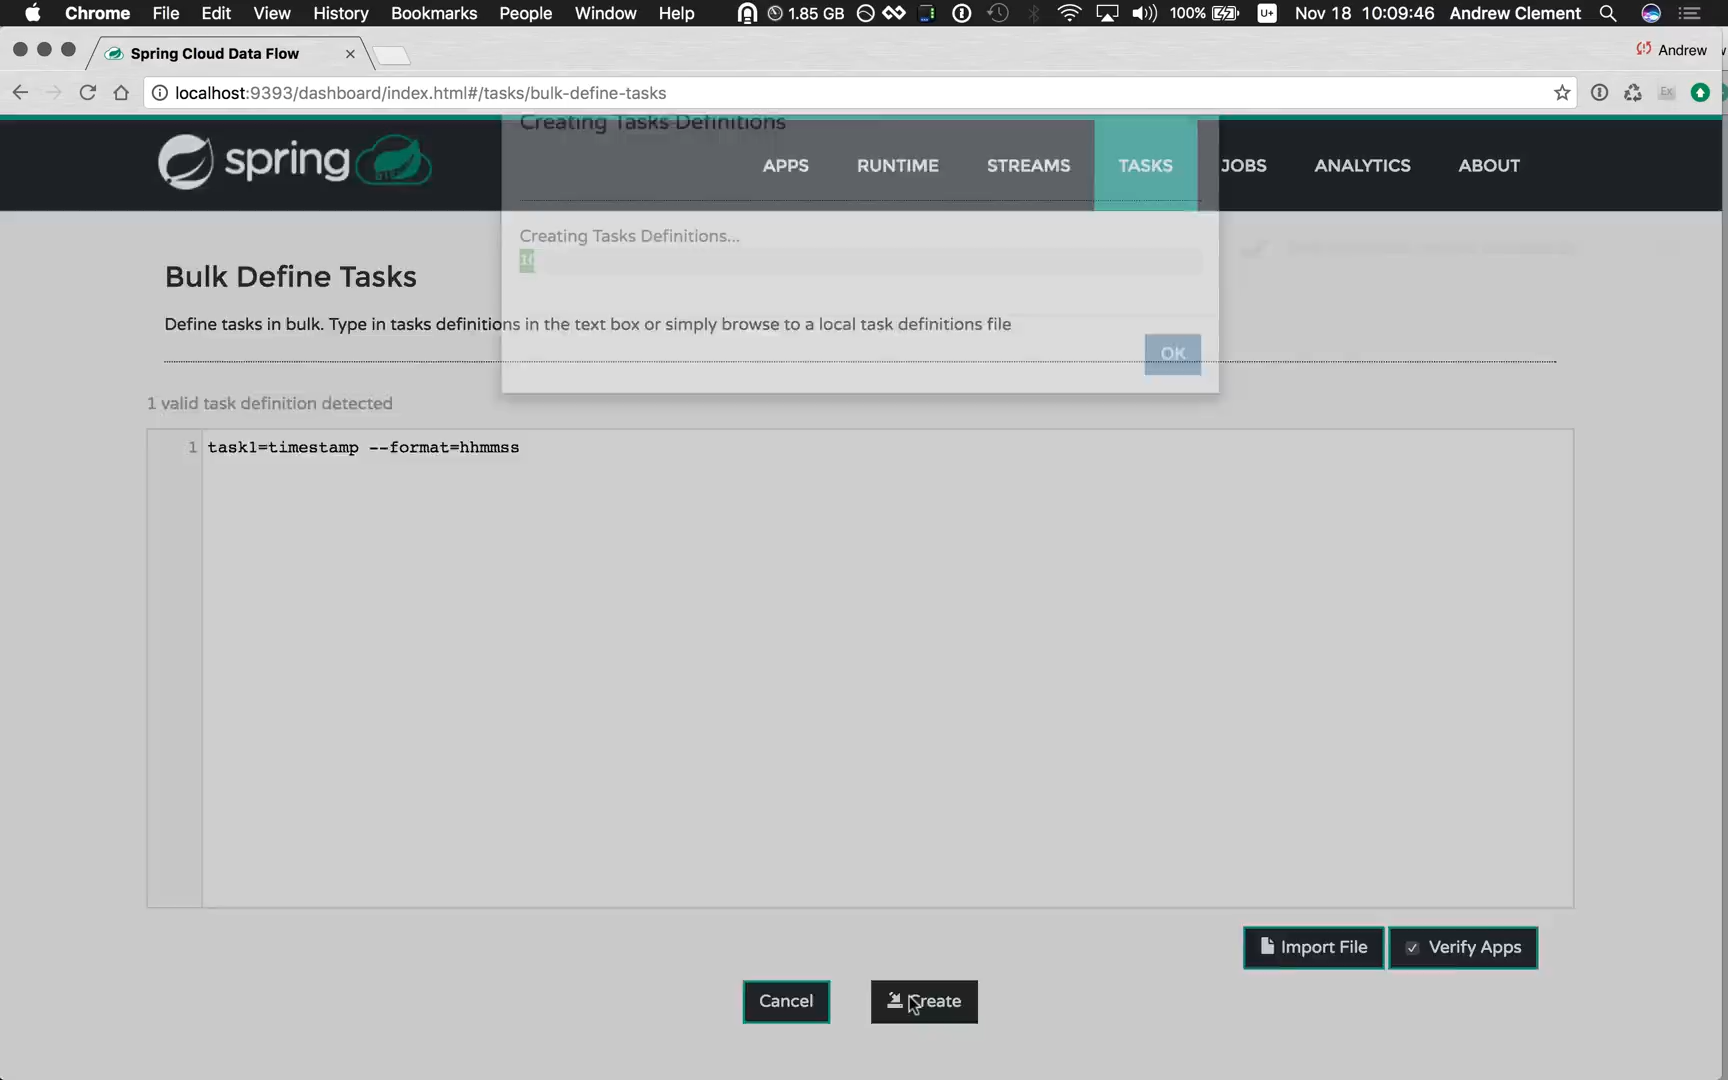 Chrome File Edit View History Bookmarks People Window Help 1.85 GB 100% U+ Nov 18 10:09:46 Andrew Clement
Spring Cloud Data Flow Andrew
localhost:9393/dashboard/index.html#/tasks/bulk-define-tasks Ex
Creating Tasks Definitions
spring APPS RUNTIME STREAMS TASKS JOBS ANALYTICS ABOUT
Creating Tasks Definitions...
Bulk Define Tasks
Define tasks in bulk. Type in tasks definitions in the text box or simply browse to a local task definitions file
OK
1 valid task definition detected
1 task1=timestamp --format=hhmmss
Import File Verify Apps
Cancel Create